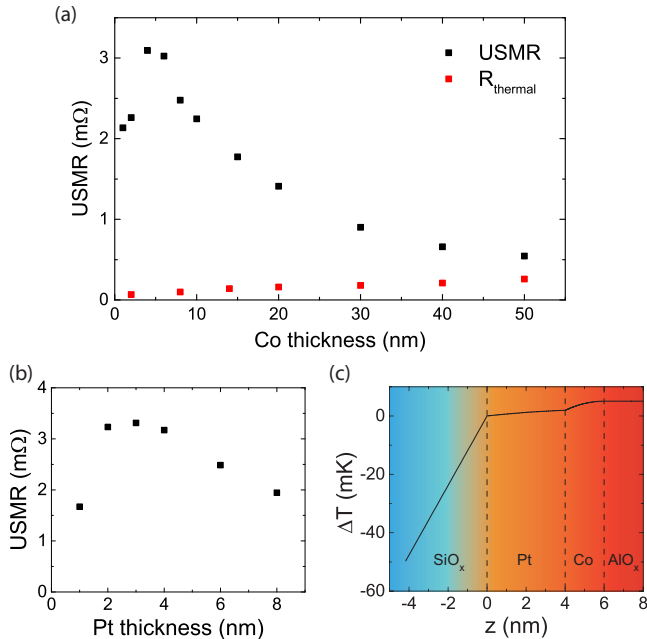 (a)
USMR
R_thermal
3
2
1
0
USMR (mΩ)
0 10 20 30 40 50
Co thickness (nm)
(b)
4
3
2
1
0
USMR (mΩ)
0 2 4 6 8
Pt thickness (nm)
(c)
0
-20
-40
-60
ΔT (mK)
SiOₓ Pt Co AlOₓ
-4 -2 0 2 4 6 8
z (nm)